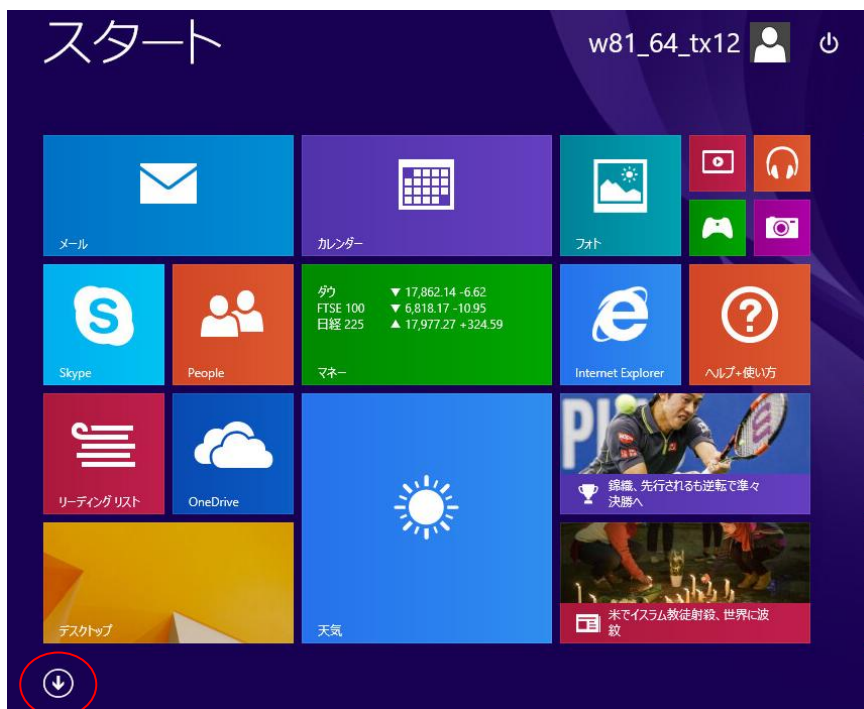 スタート
w81_64_tx12
メール
カレンダー
フォト
Skype
People
ダウ ▼ 17,862.14 -6.62
FTSE 100 ▼ 6,818.17 -10.95
日経 225 ▲ 17,977.27 +324.59
マネー
Internet Explorer
ヘルプ+使い方
リーディング リスト
OneDrive
錦織、先行されるも逆転で準々
決勝へ
デスクトップ
天気
米でイスラム教徒射殺、世界に波
紋